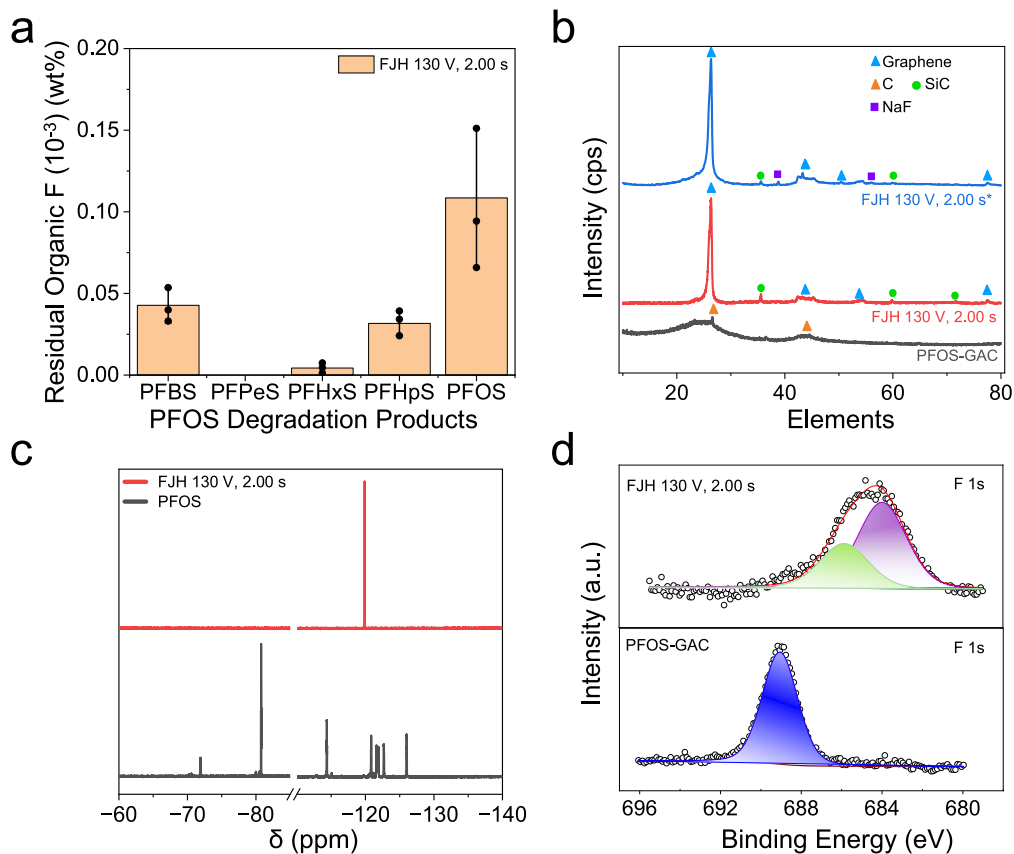 a
Residual Organic F (10⁻³) (wt%)
0.20
0.15
0.10
0.05
0.00
FJH 130 V, 2.00 s
PFBS PFPeS PFHxS PFHpS PFOS
PFOS Degradation Products
b
Intensity (cps)
Graphene
C SiC
NaF
FJH 130 V, 2.00 s*
FJH 130 V, 2.00 s
PFOS-GAC
20 40 60 80
Elements
c
FJH 130 V, 2.00 s
PFOS
−60 −80 −120 −140
δ (ppm)
d
Intensity (a.u.)
FJH 130 V, 2.00 s F 1s
PFOS-GAC F 1s
696 692 688 684 680
Binding Energy (eV)